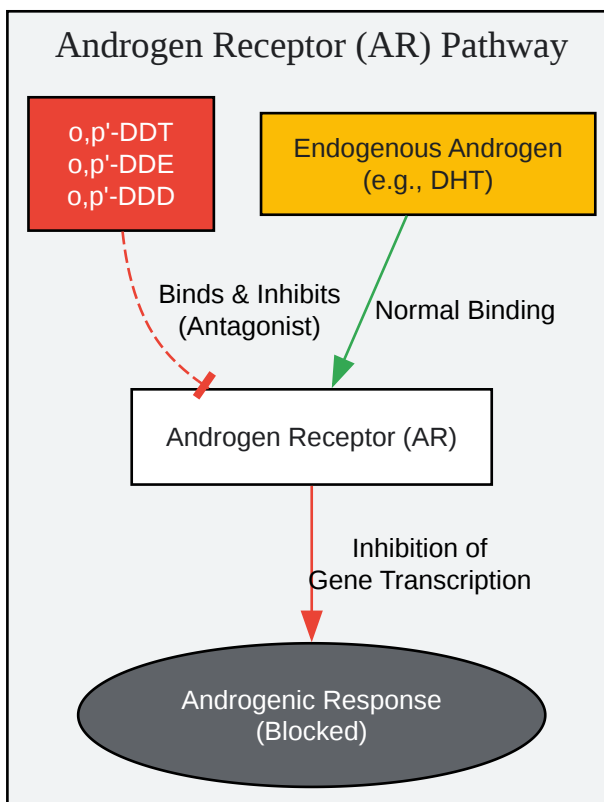 Androgen Receptor (AR) Pathway
o,p'-DDT
o,p'-DDE
o,p'-DDD
Endogenous Androgen
(e.g., DHT)
Binds & Inhibits
(Antagonist)
Normal Binding
Androgen Receptor (AR)
Inhibition of
Gene Transcription
Androgenic Response
(Blocked)